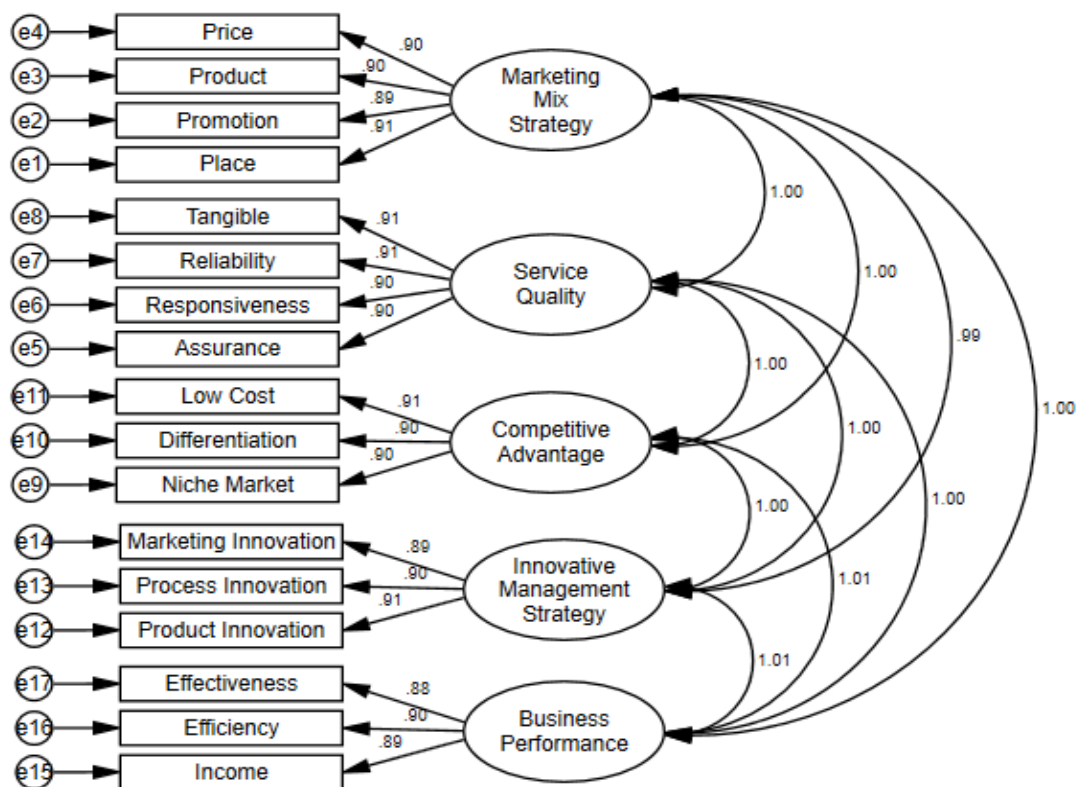 e4
Price
.90
e3
Product
.90
e2
Promotion
.89
e1
Place
.91
Marketing
Mix
Strategy
e8
Tangible
.91
e7
Reliability
.91
e6
Responsiveness
.90
e5
Assurance
.90
Service
Quality
e11
Low Cost
.91
e10
Differentiation
.90
e9
Niche Market
.90
Competitive
Advantage
e14
Marketing Innovation
.89
e13
Process Innovation
.90
e12
Product Innovation
.91
Innovative
Management
Strategy
e17
Effectiveness
.88
e16
Efficiency
.90
e15
Income
.89
Business
Performance
1.00
1.00
.99
1.00
1.00
1.00
1.00
1.00
1.01
1.01